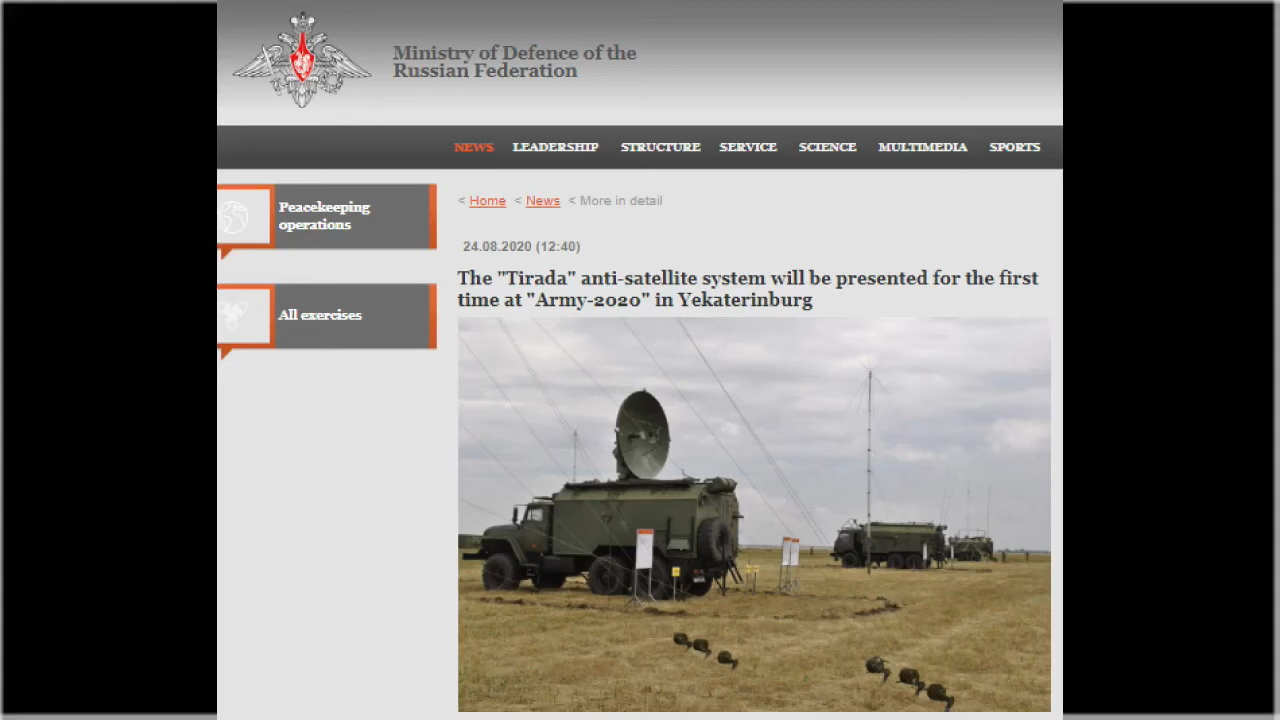 Ministry of Defence of the
Russian Federation
NEWS LEADERSHIP STRUCTURE SERVICE SCIENCE MULTIMEDIA SPORTS
Peacekeeping
operations
All exercises
< Home < News < More in detail
24.08.2020 (12:40)
The "Tirada" anti-satellite system will be presented for the first
time at "Army-2020" in Yekaterinburg